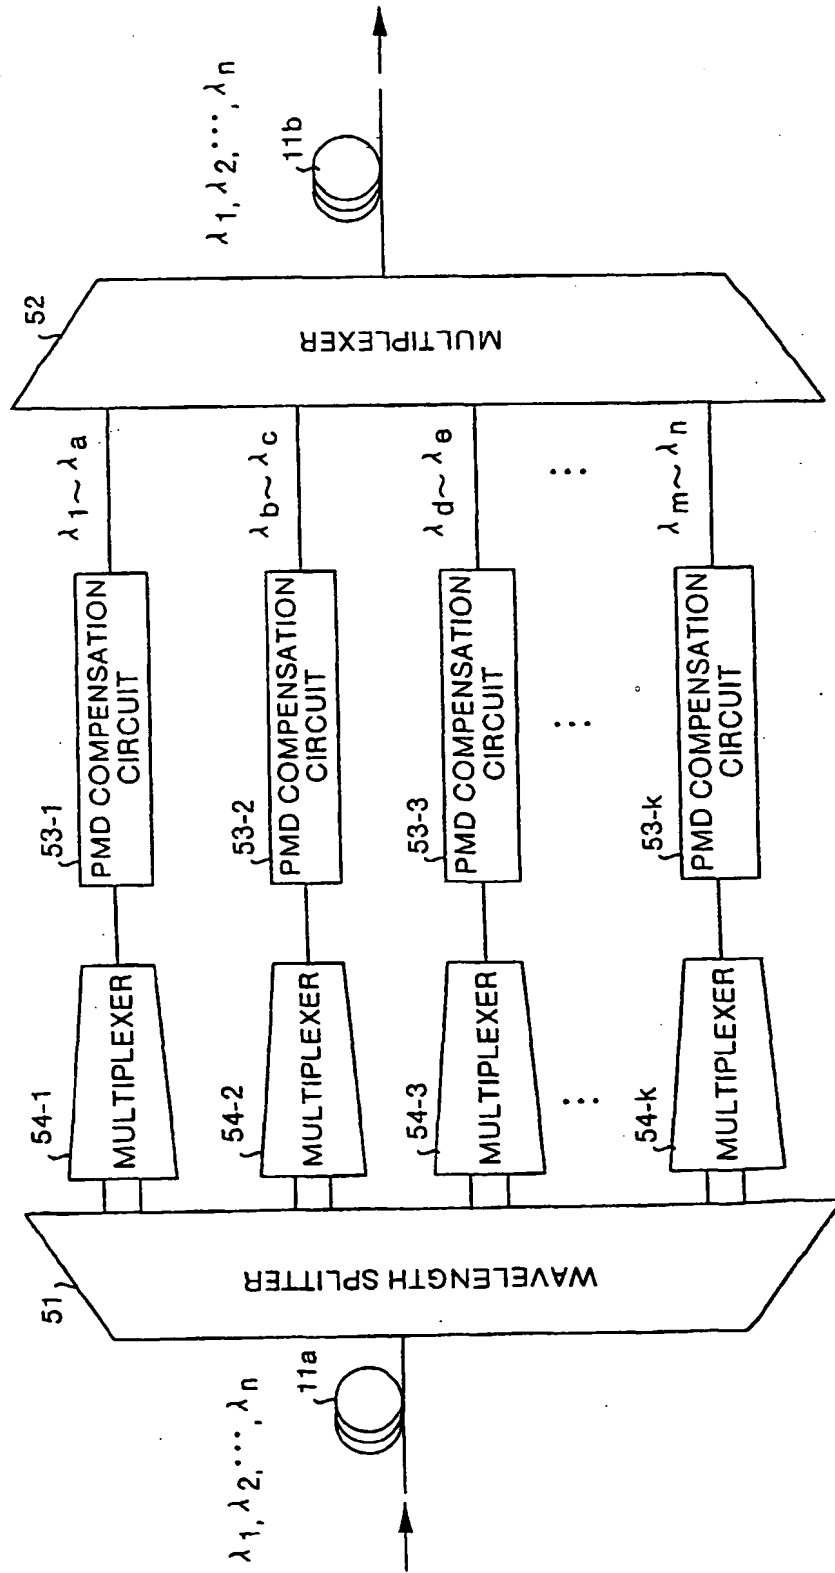 λ1, λ2, ···, λn
11a
51
WAVELENGTH SPLITTER
54-1
MULTIPLEXER
53-1
PMD COMPENSATION
CIRCUIT
λ1~λa
54-2
MULTIPLEXER
53-2
PMD COMPENSATION
CIRCUIT
λb~λc
54-3
MULTIPLEXER
53-3
PMD COMPENSATION
CIRCUIT
λd~λe
...
...
...
54-k
MULTIPLEXER
53-k
PMD COMPENSATION
CIRCUIT
λm~λn
52
MULTIPLEXER
11b
λ1, λ2, ···, λn